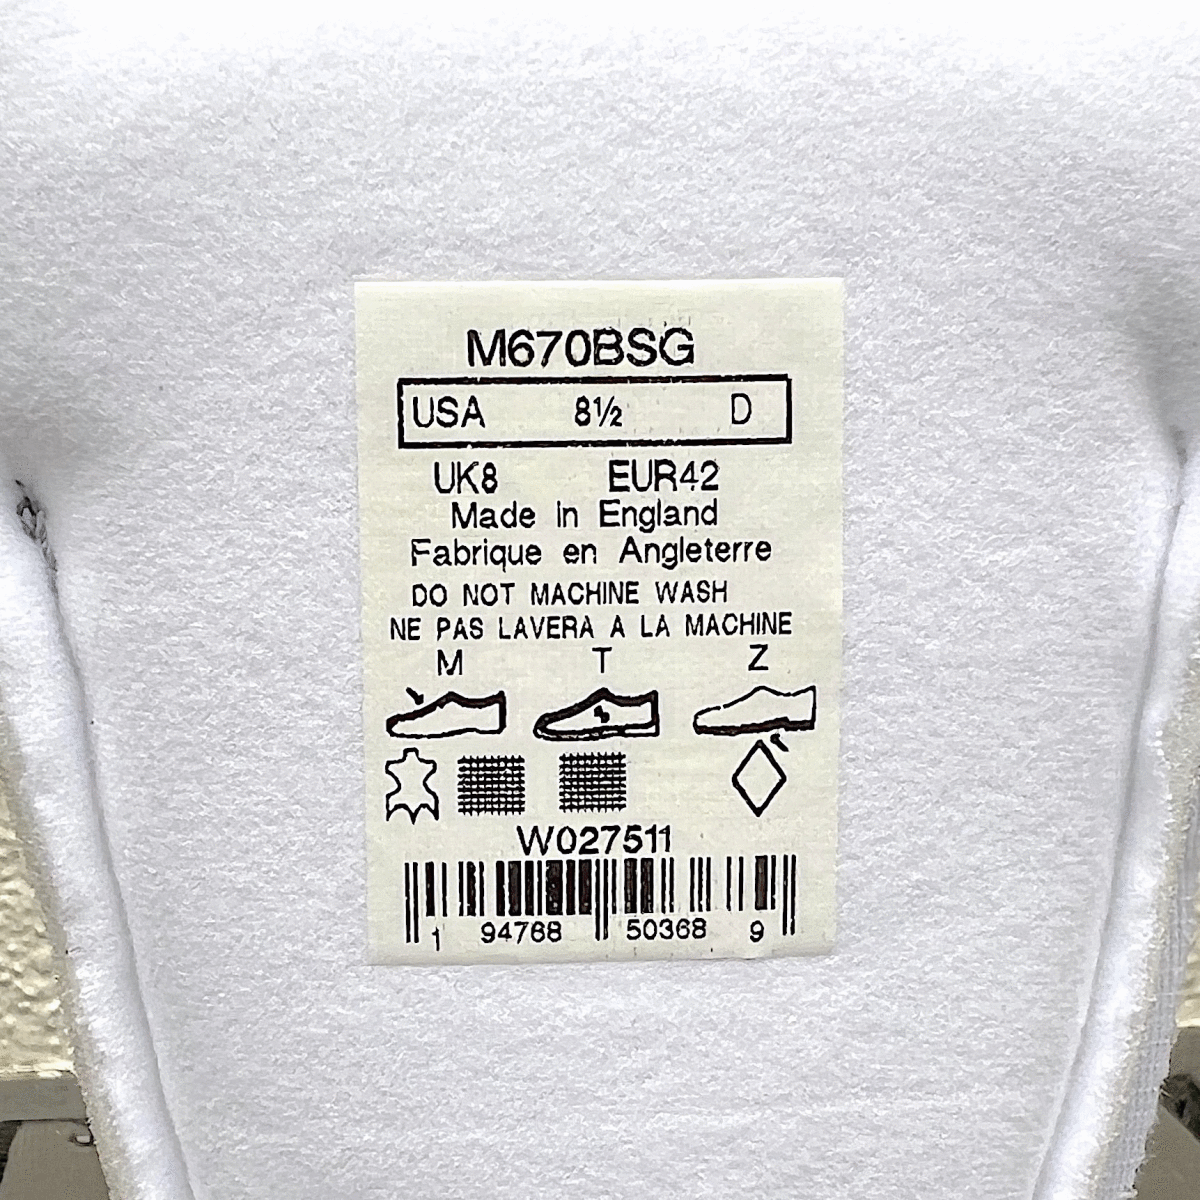 M670BSG
USA 8½ D
UK8 EUR42
Made in England
Fabrique en Angleterre
DO NOT MACHINE WASH
NE PAS LAVERA A LA MACHINE
M T Z
W027511
1 94768 50368 9